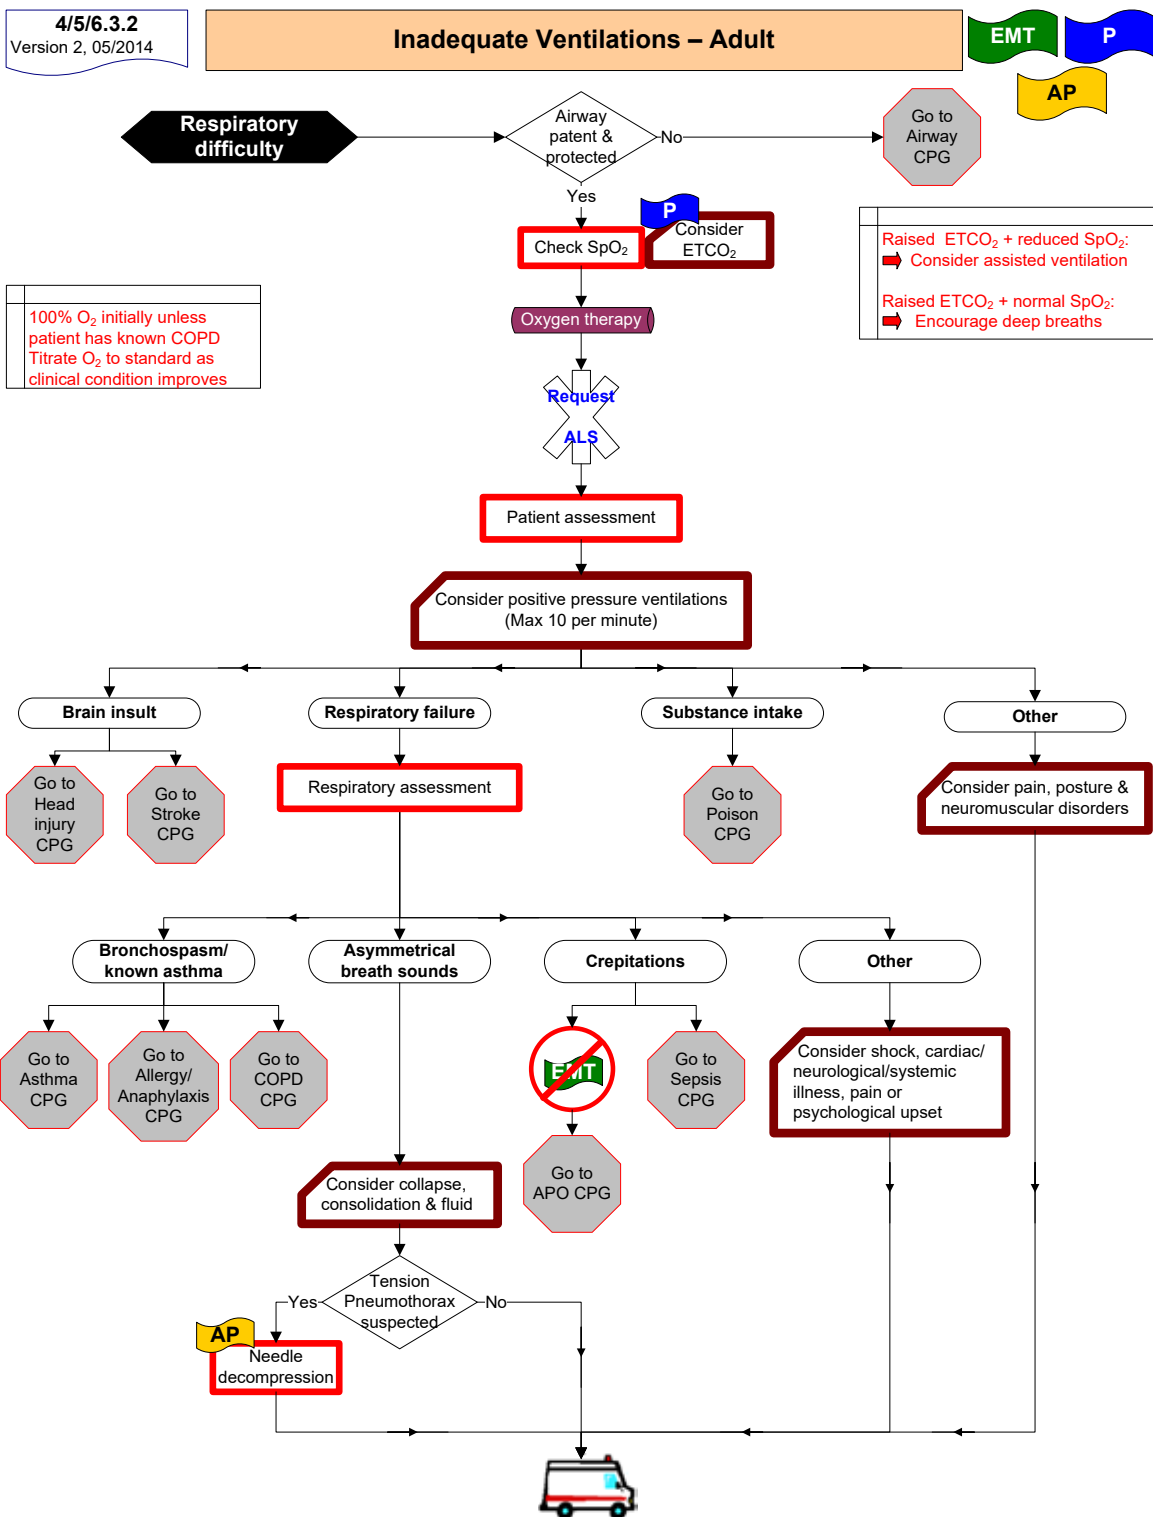 4/5/6.3.2
Version 2, 05/2014
Inadequate Ventilations – Adult
EMT
P
AP
Respiratory
difficulty
Airway
patent &
protected
No
Go to
Airway
CPG
Yes
P
Check SpO₂
Consider
ETCO₂
Raised ETCO₂ + reduced SpO₂:
Consider assisted ventilation
Raised ETCO₂ + normal SpO₂:
Encourage deep breaths
100% O₂ initially unless
patient has known COPD
Titrate O₂ to standard as
clinical condition improves
Oxygen therapy
Request
ALS
Patient assessment
Consider positive pressure ventilations
(Max 10 per minute)
Brain insult
Respiratory failure
Substance intake
Other
Go to
Head
injury
CPG
Go to
Stroke
CPG
Respiratory assessment
Go to
Poison
CPG
Consider pain, posture &
neuromuscular disorders
Bronchospasm/
known asthma
Asymmetrical
breath sounds
Crepitations
Other
Go to
Asthma
CPG
Go to
Allergy/
Anaphylaxis
CPG
Go to
COPD
CPG
EMT
Go to
Sepsis
CPG
Consider shock, cardiac/
neurological/systemic
illness, pain or
psychological upset
Go to
APO CPG
Consider collapse,
consolidation & fluid
Tension
Pneumothorax
suspected
Yes
No
AP
Needle
decompression